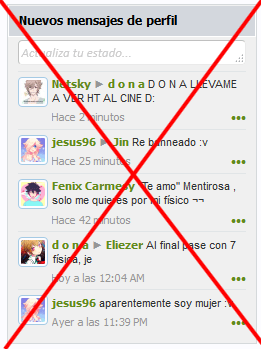 Nuevos mensajes de perfil
Actualiza tu estado...
Netsky ► d o n a D O N A LLEVAME
A VER HT AL CINE D:
Hace 2 minutos
jesus96 ► Jin Re banneado :v
Hace 25 minutos
Fenix Carmesy "Te amo" Mentirosa ,
solo me quieres por mi físico ¬¬
Hace 42 minutos
d o n a ► Eliezer Al final pase con 7
física, je
Hoy a las 12:04 AM
jesus96 aparentemente soy mujer :v
Ayer a las 11:39 PM